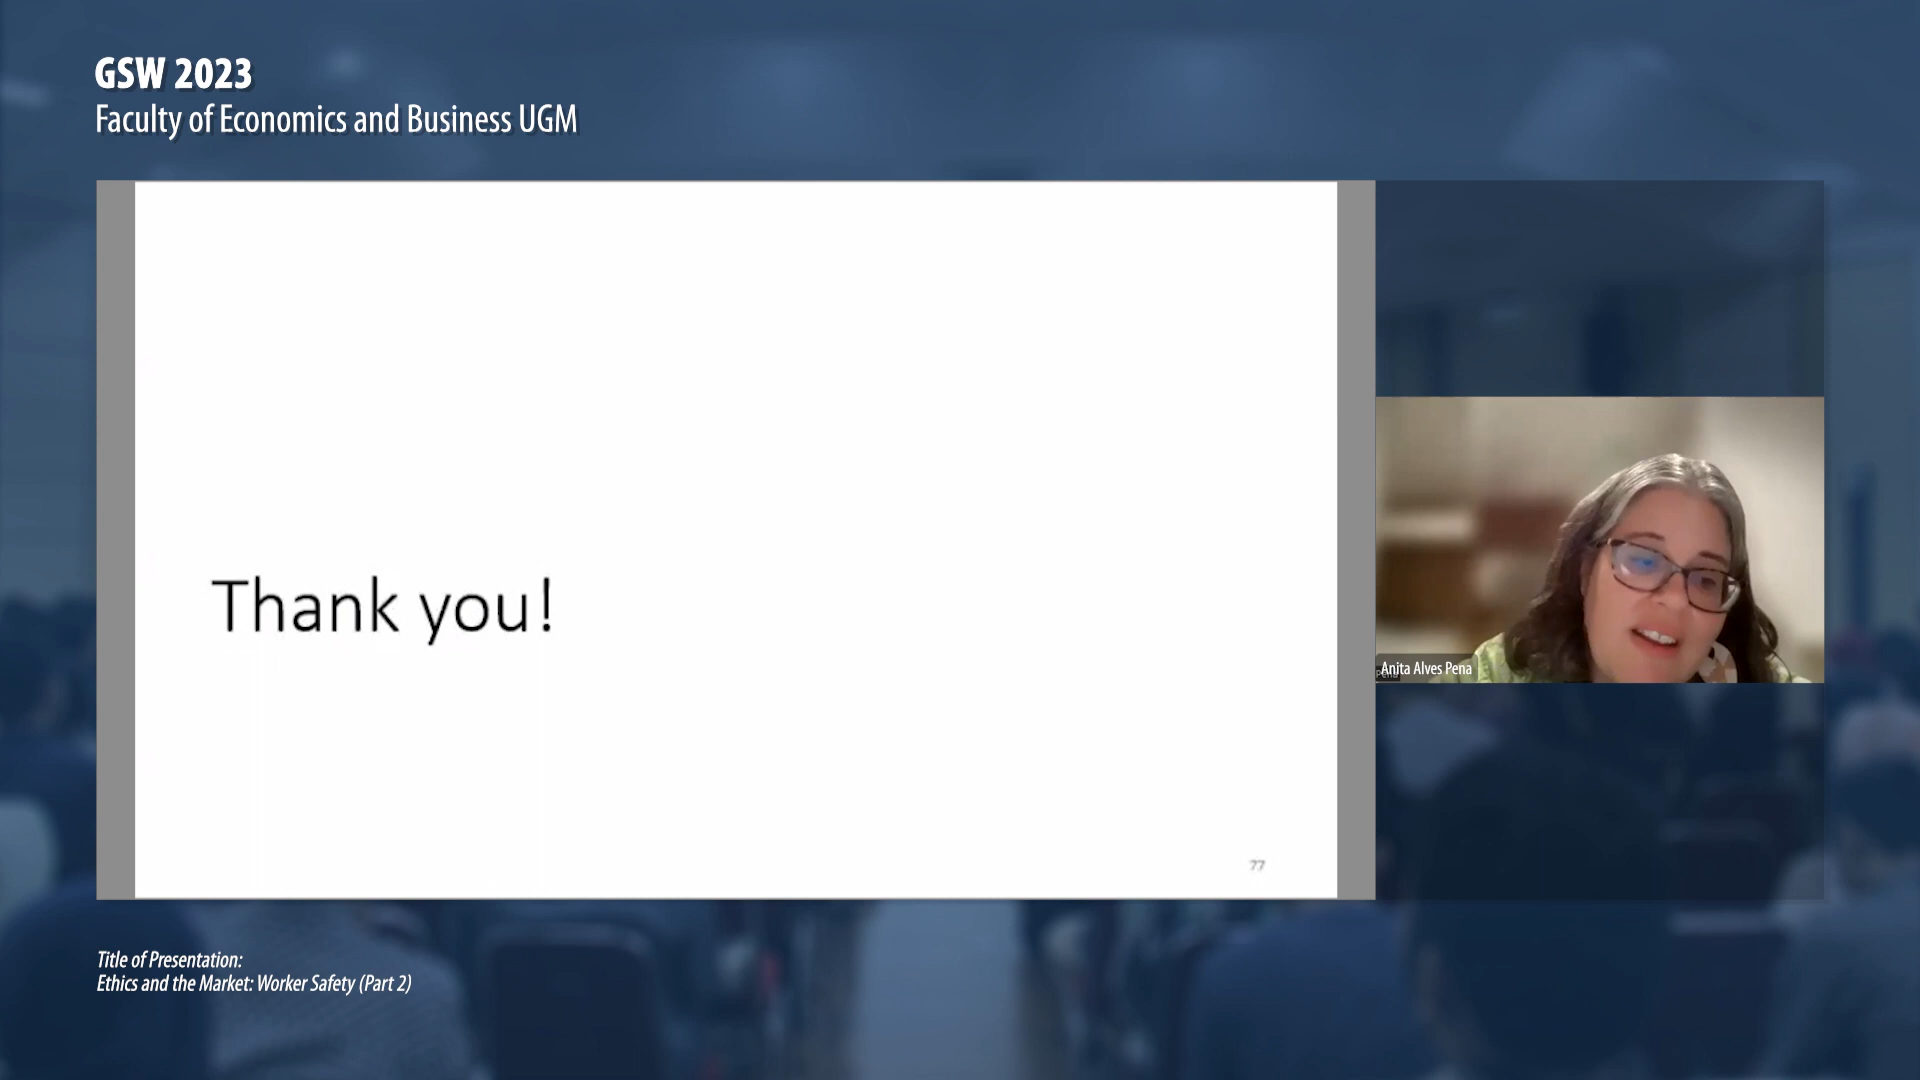 GSW 2023
Faculty of Economics and Business UGM
Thank you!
77
Anita Alves Pena
Title of Presentation:
Ethics and the Market: Worker Safety (Part 2)